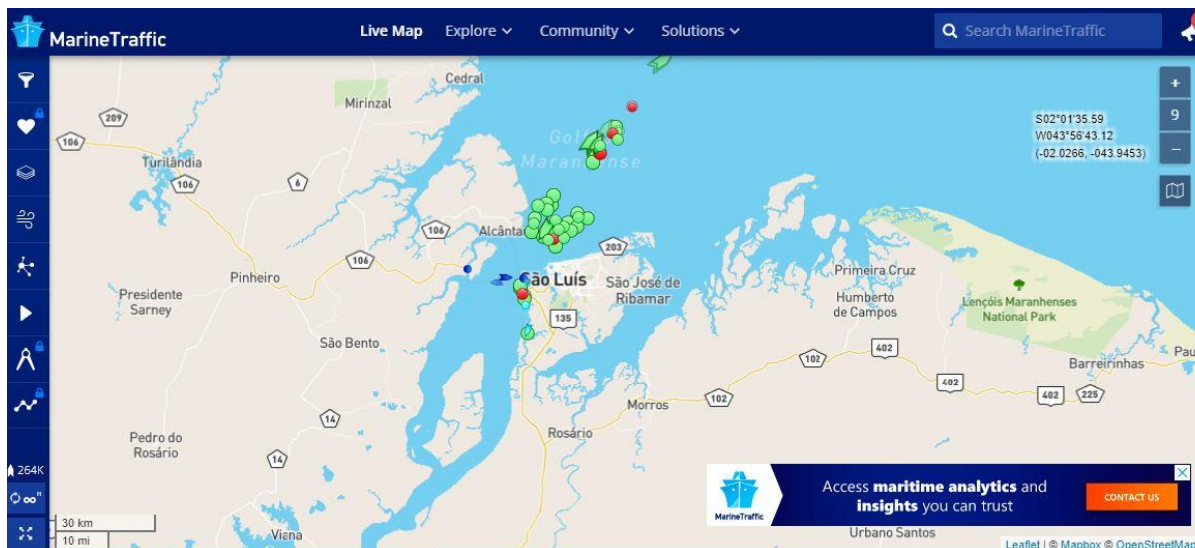 MarineTraffic
Live Map Explore Community Solutions
Search MarineTraffic
Cedral
Mirinzal
209
106
Turilândia
106
6
Golf
Maranhense
S02°01'35.59
W043°56'43.12
(-02.0266, -043.9453)
+
9
−
Alcântar
106
106
203
Pinheiro
São Luís
São José de
Ribamar
Primeira Cruz
Presidente
Sarney
Humberto
de Campos
Lençóis Maranhenses
National Park
135
São Bento
402
102
Pau
Barreirinhas
402
402
225
102
Morros
14
Rosário
Pedro do
Rosário
14
264K
∞"
Access maritime analytics and
insights you can trust
CONTACT US
MarineTraffic
30 km
10 mi
Viana
Urbano Santos
Leaflet | © Mapbox © OpenStreetMap